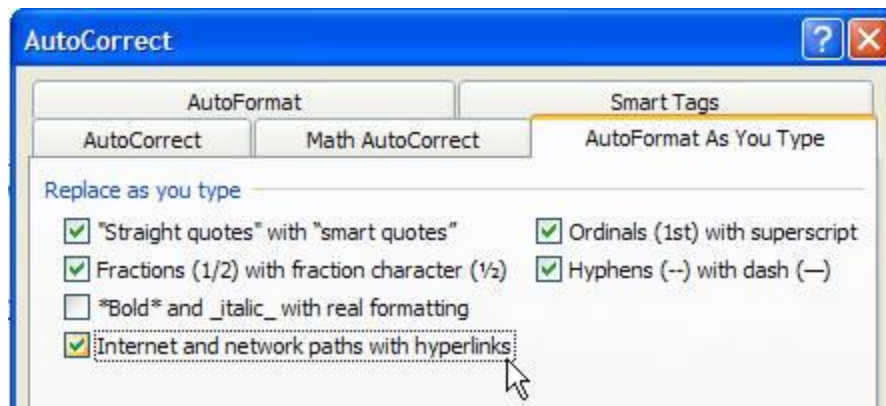 AutoCorrect
AutoFormat Smart Tags
AutoCorrect Math AutoCorrect AutoFormat As You Type
Replace as you type
"Straight quotes" with “smart quotes” Ordinals (1st) with superscript
Fractions (1/2) with fraction character (½) Hyphens (--) with dash (—)
*Bold* and _italic_ with real formatting
Internet and network paths with hyperlinks